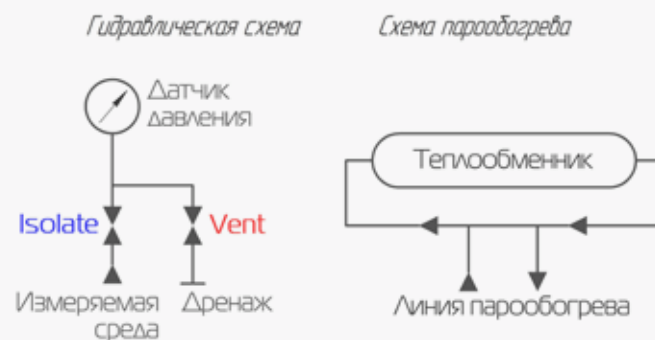 Гидравлическая схема
Схема парообогрева
Датчик
давления
Теплообменник
Isolate
Vent
Измеряемая
среда
Дренаж
Линия парообогрева